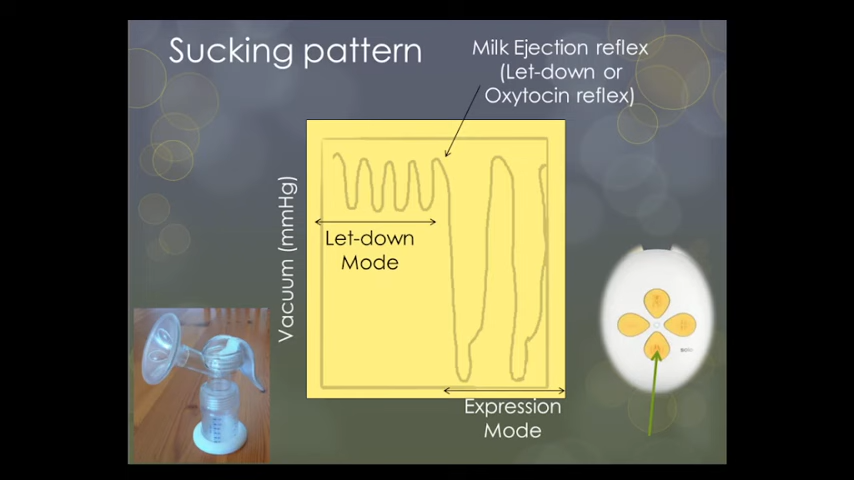 Sucking pattern
Milk Ejection reflex
(Let-down or
Oxytocin reflex)
Vacuum (mmHg)
Let-down
Mode
Expression
Mode